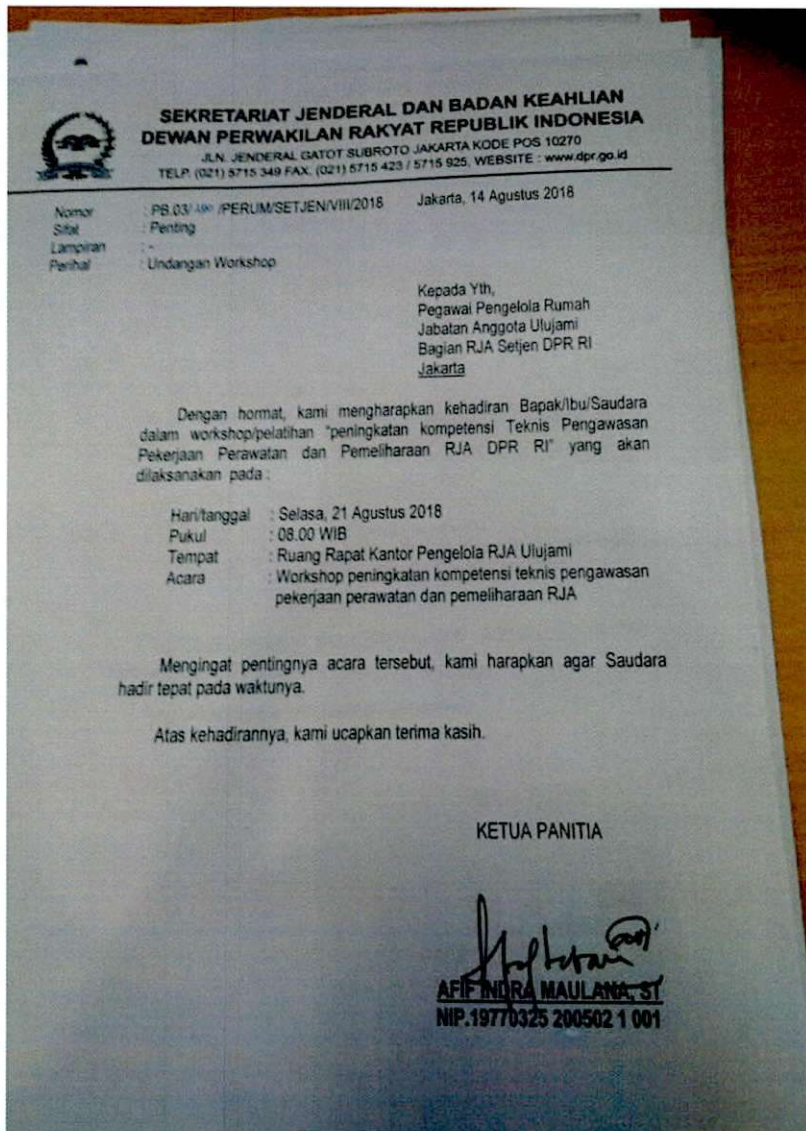 SEKRETARIAT JENDERAL DAN BADAN KEAHLIAN
DEWAN PERWAKILAN RAKYAT REPUBLIK INDONESIA
JLN. JENDERAL GATOT SUBROTO JAKARTA KODE POS 10270
TELP. (021) 5715 349 FAX. (021) 5715 423 / 5715 925, WEBSITE : www.dpr.go.id
Nomor : PB.03/ /PERUM/SETJEN/VIII/2018 Jakarta, 14 Agustus 2018
Sifat : Penting
Lampiran : -
Perihal : Undangan Workshop
Kepada Yth,
Pegawai Pengelola Rumah
Jabatan Anggota Ulujami
Bagian RJA Setjen DPR RI
Jakarta
Dengan hormat, kami mengharapkan kehadiran Bapak/Ibu/Saudara
dalam workshop/pelatihan "peningkatan kompetensi Teknis Pengawasan
Pekerjaan Perawatan dan Pemeliharaan RJA DPR RI" yang akan
dilaksanakan pada :
Hari/tanggal : Selasa, 21 Agustus 2018
Pukul : 08.00 WIB
Tempat : Ruang Rapat Kantor Pengelola RJA Ulujami
Acara : Workshop peningkatan kompetensi teknis pengawasan
pekerjaan perawatan dan pemeliharaan RJA
Mengingat pentingnya acara tersebut, kami harapkan agar Saudara
hadir tepat pada waktunya.
Atas kehadirannya, kami ucapkan terima kasih.
KETUA PANITIA
AFIF INDRA MAULANA, ST
NIP.19770325 200502 1 001